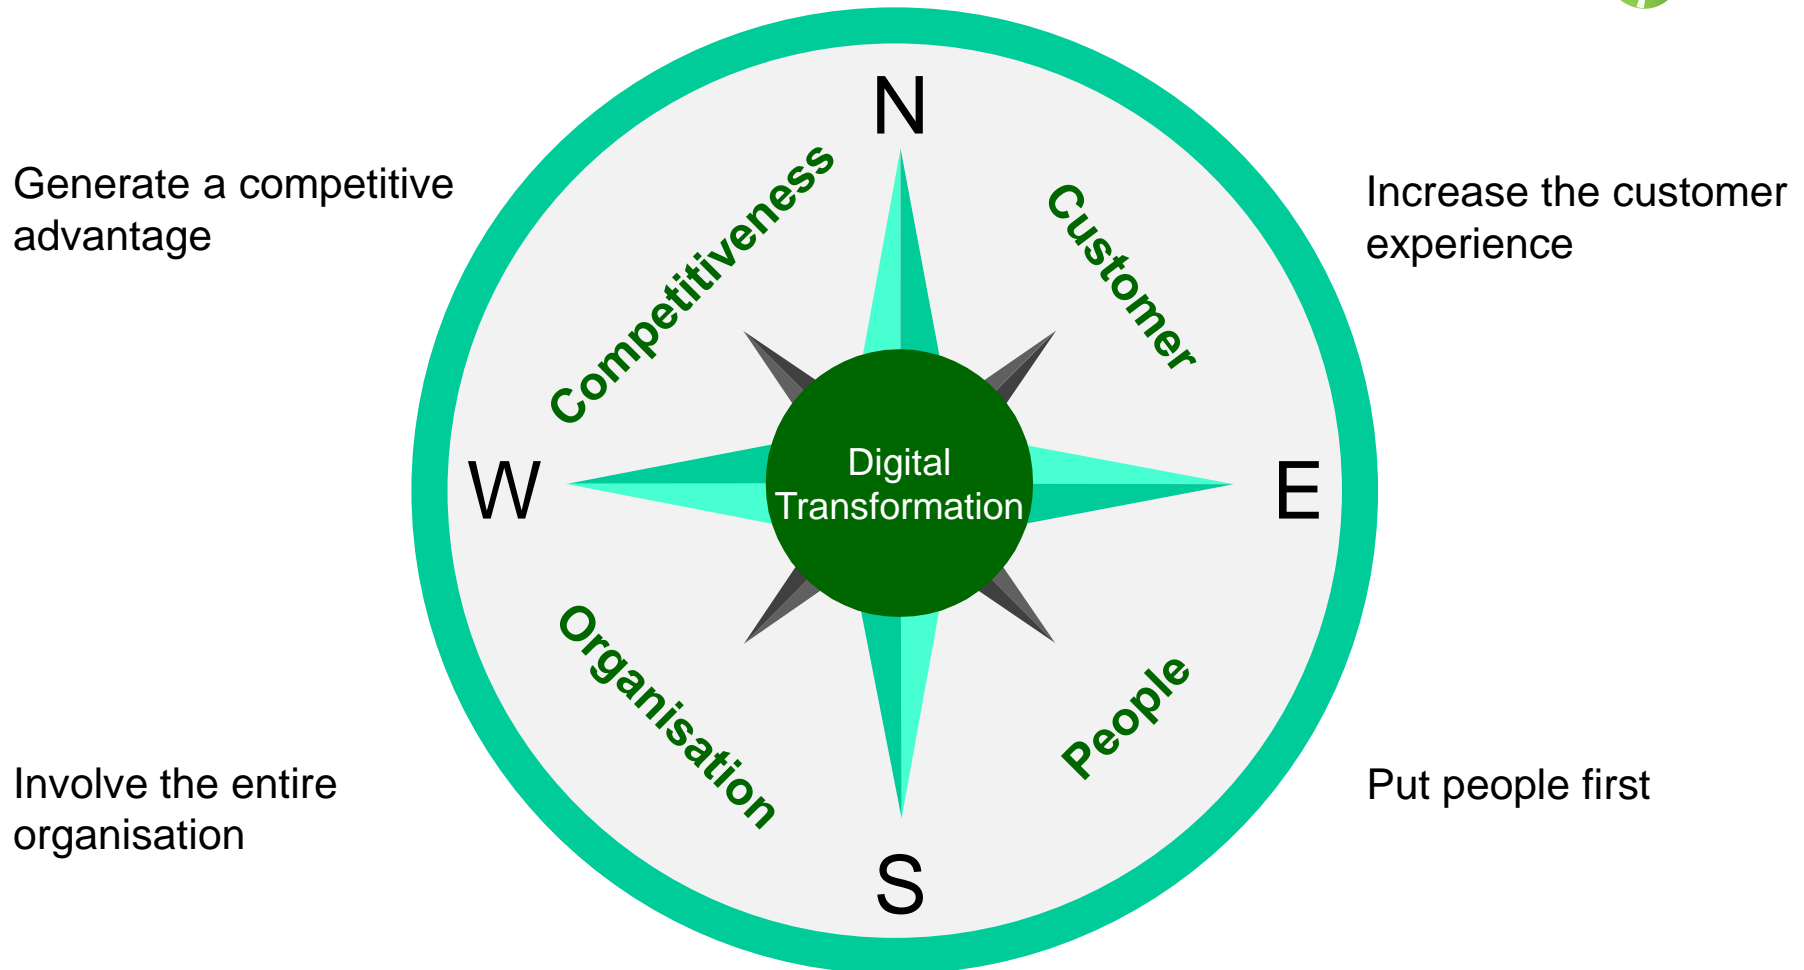 N
Generate a competitive
advantage
Competitiveness
Customer
Increase the customer
experience
W
Digital
Transformation
E
Organisation
People
Involve the entire
organisation
Put people first
S